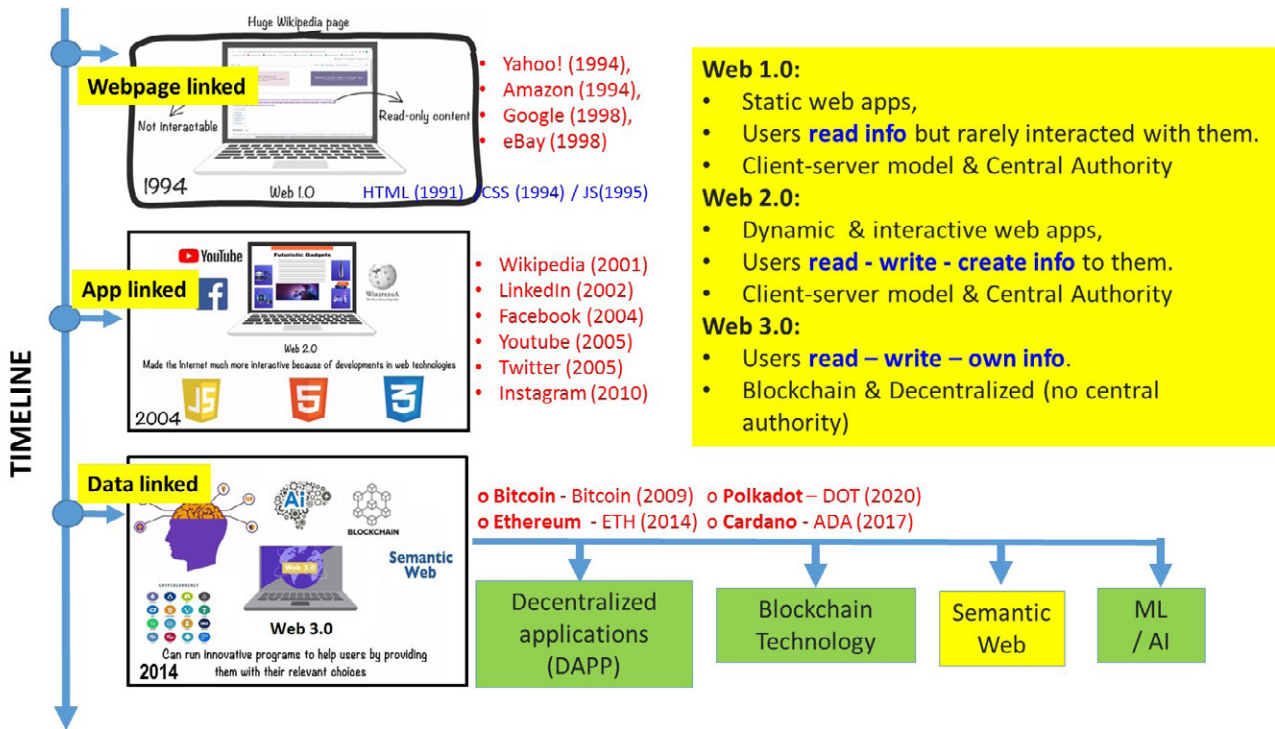 TIMELINE
Huge Wikipedia page
Webpage linked
Not interactable
Read-only content
1994
Web 1.0
HTML (1991) /CSS (1994) / JS(1995)
• Yahoo! (1994),
• Amazon (1994),
• Google (1998),
• eBay (1998)
App linked
YouTube
Futuristic Gadgets
WIKIPEDIA
Web 2.0
Made the Internet much more interactive because of developments in web technologies
JS
5
3
2004
• Wikipedia (2001)
• LinkedIn (2002)
• Facebook (2004)
• Youtube (2005)
• Twitter (2005)
• Instagram (2010)
Web 1.0:
• Static web apps,
• Users read info but rarely interacted with them.
• Client-server model & Central Authority
Web 2.0:
• Dynamic & interactive web apps,
• Users read - write - create info to them.
• Client-server model & Central Authority
Web 3.0:
• Users read – write – own info.
• Blockchain & Decentralized (no central
authority)
Data linked
Ai
BLOCKCHAIN
Semantic
Web
Web 3.0
CRYPTOCURRENCY
Web 3.0
Can run innovative programs to help users by providing
them with their relevant choices
2014
o Bitcoin - Bitcoin (2009) o Polkadot – DOT (2020)
o Ethereum - ETH (2014) o Cardano - ADA (2017)
Decentralized
applications
(DAPP)
Blockchain
Technology
Semantic
Web
ML
/ AI